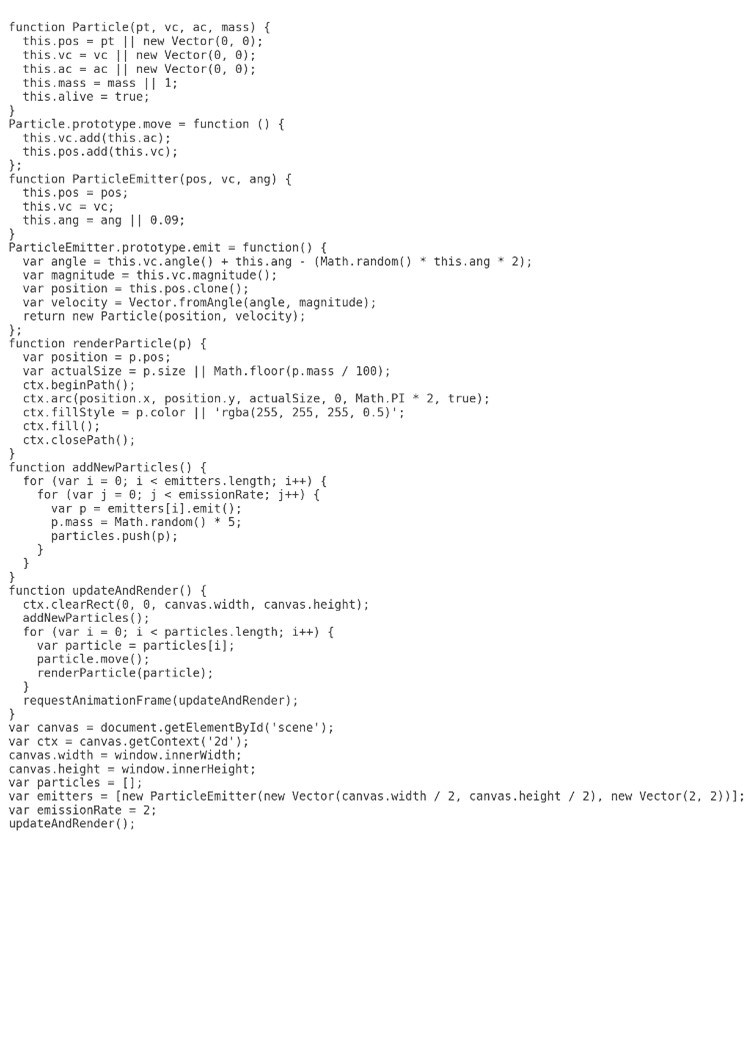 function Particle(pt, vc, ac, mass) {
  this.pos = pt || new Vector(0, 0);
  this.vc = vc || new Vector(0, 0);
  this.ac = ac || new Vector(0, 0);
  this.mass = mass || 1;
  this.alive = true;
}
Particle.prototype.move = function () {
  this.vc.add(this.ac);
  this.pos.add(this.vc);
};
function ParticleEmitter(pos, vc, ang) {
  this.pos = pos;
  this.vc = vc;
  this.ang = ang || 0.09;
}
ParticleEmitter.prototype.emit = function() {
  var angle = this.vc.angle() + this.ang - (Math.random() * this.ang * 2);
  var magnitude = this.vc.magnitude();
  var position = this.pos.clone();
  var velocity = Vector.fromAngle(angle, magnitude);
  return new Particle(position, velocity);
};
function renderParticle(p) {
  var position = p.pos;
  var actualSize = p.size || Math.floor(p.mass / 100);
  ctx.beginPath();
  ctx.arc(position.x, position.y, actualSize, 0, Math.PI * 2, true);
  ctx.fillStyle = p.color || 'rgba(255, 255, 255, 0.5)';
  ctx.fill();
  ctx.closePath();
}
function addNewParticles() {
  for (var i = 0; i < emitters.length; i++) {
    for (var j = 0; j < emissionRate; j++) {
      var p = emitters[i].emit();
      p.mass = Math.random() * 5;
      particles.push(p);
    }
  }
}
function updateAndRender() {
  ctx.clearRect(0, 0, canvas.width, canvas.height);
  addNewParticles();
  for (var i = 0; i < particles.length; i++) {
    var particle = particles[i];
    particle.move();
    renderParticle(particle);
  }
  requestAnimationFrame(updateAndRender);
}
var canvas = document.getElementById('scene');
var ctx = canvas.getContext('2d');
canvas.width = window.innerWidth;
canvas.height = window.innerHeight;
var particles = [];
var emitters = [new ParticleEmitter(new Vector(canvas.width / 2, canvas.height / 2), new Vector(2, 2))];
var emissionRate = 2;
updateAndRender();